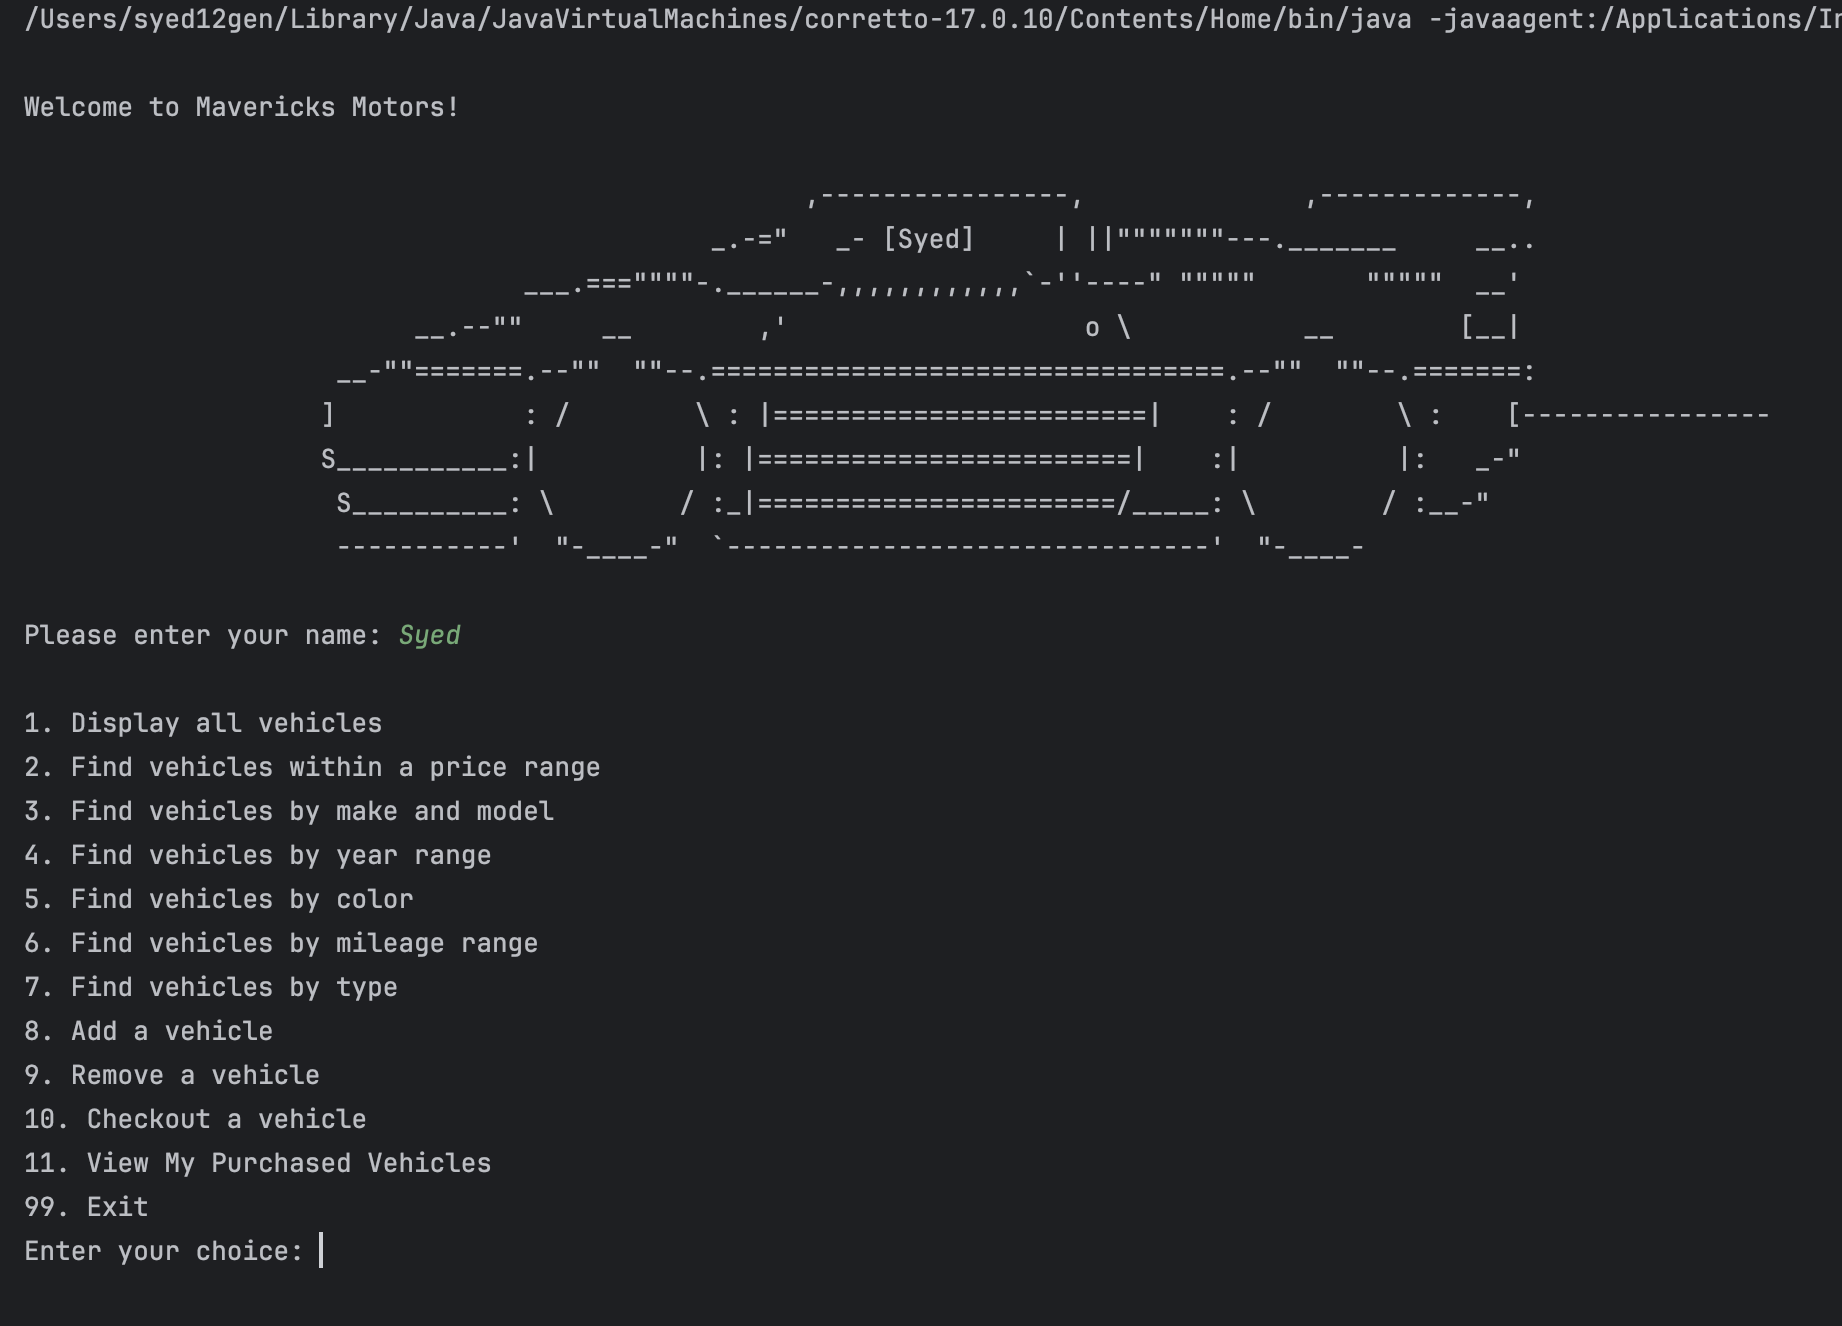 /Users/syed12gen/Library/Java/JavaVirtualMachines/corretto-17.0.10/Contents/Home/bin/java -javaagent:/Applications/In
Welcome to Mavericks Motors!
                                                  ,----------------,              ,-------------,
                                            _.-="   _- [Syed]     | ||"""""""---._______     __..
                                ___.===""""-.______-,,,,,,,,,,,,`-''----" """""       """""  __'
                         __.--""     __        ,'                   o \           __        [__|
                    __-""=======.--""  ""--.=================================.--""  ""--.=======:
                   ]            : /        \ : |========================|    : /        \ :    [----------------
                   S___________:|          |: |========================|    :|          |:   _-"
                    S__________: \        / :_|=======================/_____: \        / :__-"
                    -----------'  "-____-"  `-------------------------------'  "-____-
Please enter your name: Syed
1. Display all vehicles
2. Find vehicles within a price range
3. Find vehicles by make and model
4. Find vehicles by year range
5. Find vehicles by color
6. Find vehicles by mileage range
7. Find vehicles by type
8. Add a vehicle
9. Remove a vehicle
10. Checkout a vehicle
11. View My Purchased Vehicles
99. Exit
Enter your choice: